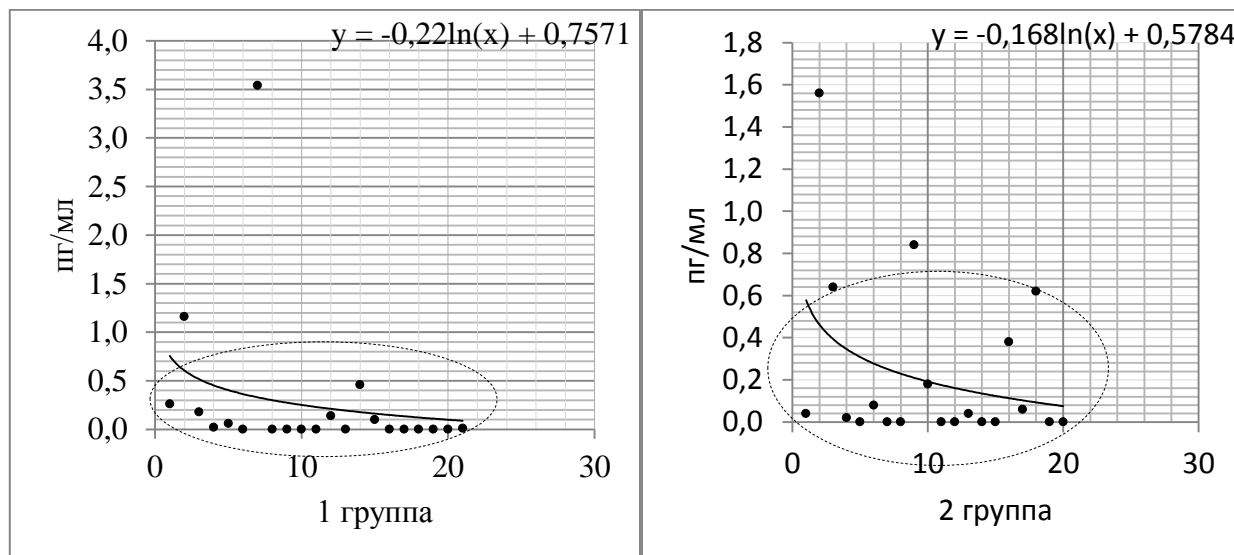 y = -0,22ln(x) + 0,7571
4,0
3,5
3,0
2,5
2,0
1,5
1,0
0,5
0,0
пг/мл
0 10 20 30
1 группа
y = -0,168ln(x) + 0,5784
1,8
1,6
1,4
1,2
1,0
0,8
0,6
0,4
0,2
0,0
пг/мл
0 10 20 30
2 группа